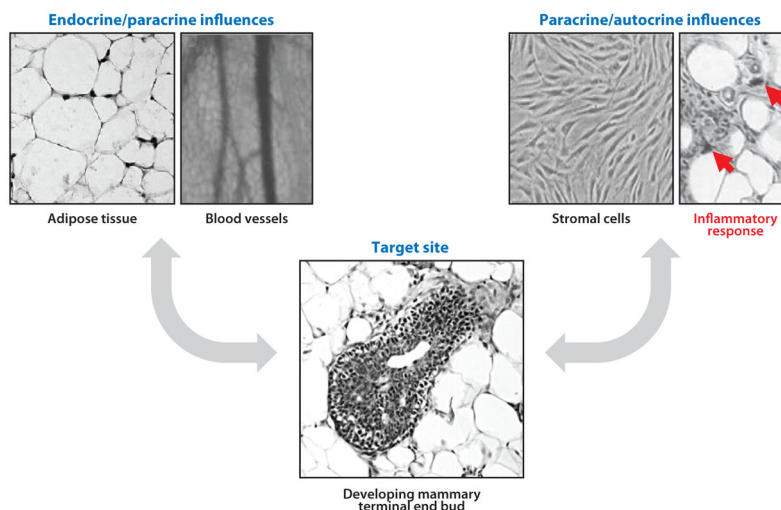 Endocrine/paracrine influences
Paracrine/autocrine influences
Adipose tissue
Blood vessels
Stromal cells
Inflammatory
response
Target site
Developing mammary
terminal end bud